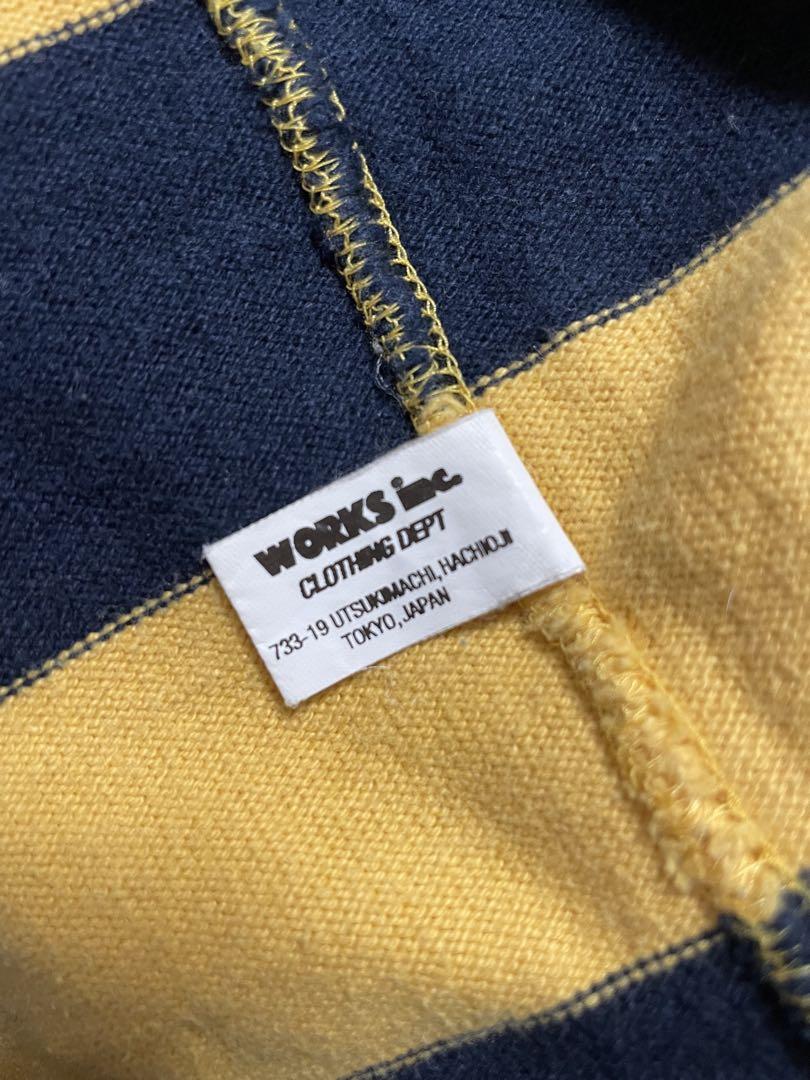 WORKS inc.
CLOTHING DEPT
733-19 UTSUKIMACHI, HACHIOJI
TOKYO, JAPAN